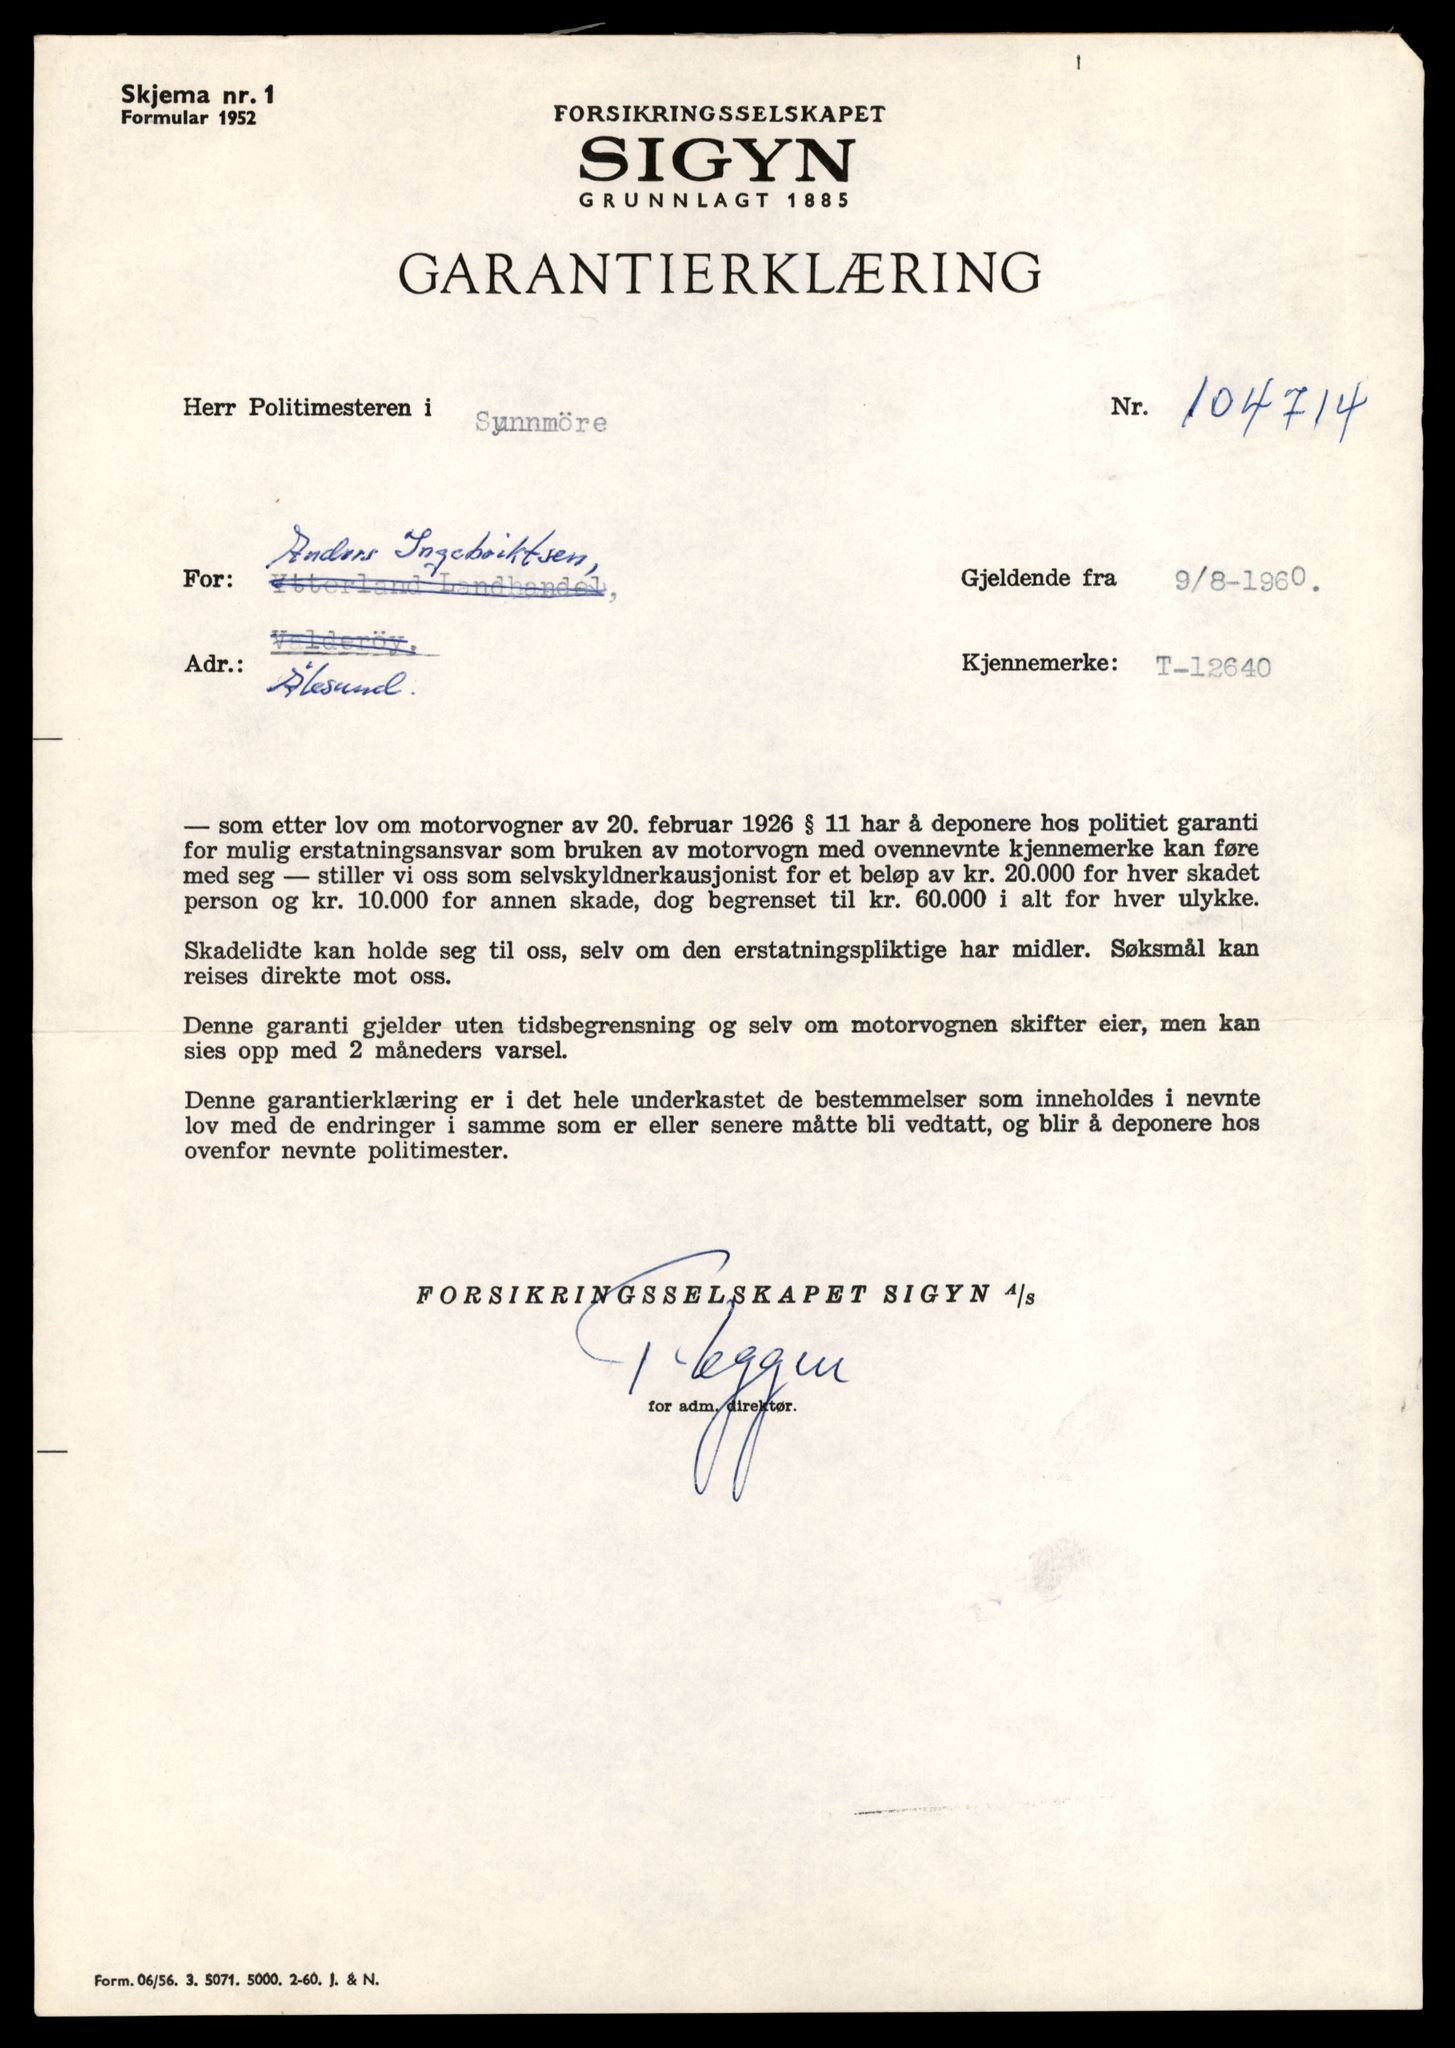 Skjema nr. 1
Formular 1952
FORSIKRINGSSELSKAPET
SIGYN
GRUNNLAGT 1885
GARANTIERKLÆRING
Herr Politimesteren i Synnmöre
Nr. 104714
Anders Ingebriktsen,
For: Ytterland Landhandel,
Gjeldende fra 9/8-1960.
Valderöy.
Adr.:
Kjennemerke: T-12640
Ålesund.
— som etter lov om motorvogner av 20. februar 1926 § 11 har å deponere hos politiet garanti
for mulig erstatningsansvar som bruken av motorvogn med ovennevnte kjennemerke kan føre
med seg — stiller vi oss som selvskyldnerkausjonist for et beløp av kr. 20.000 for hver skadet
person og kr. 10.000 for annen skade, dog begrenset til kr. 60.000 i alt for hver ulykke.
Skadelidte kan holde seg til oss, selv om den erstatningspliktige har midler. Søksmål kan
reises direkte mot oss.
Denne garanti gjelder uten tidsbegrensning og selv om motorvognen skifter eier, men kan
sies opp med 2 måneders varsel.
Denne garantierklæring er i det hele underkastet de bestemmelser som inneholdes i nevnte
lov med de endringer i samme som er eller senere måtte bli vedtatt, og blir å deponere hos
ovenfor nevnte politimester.
FORSIKRINGSSELSKAPET SIGYN A/S
for adm. direktør.
Form. 06/56. 3. 5071. 5000. 2-60. J. & N.